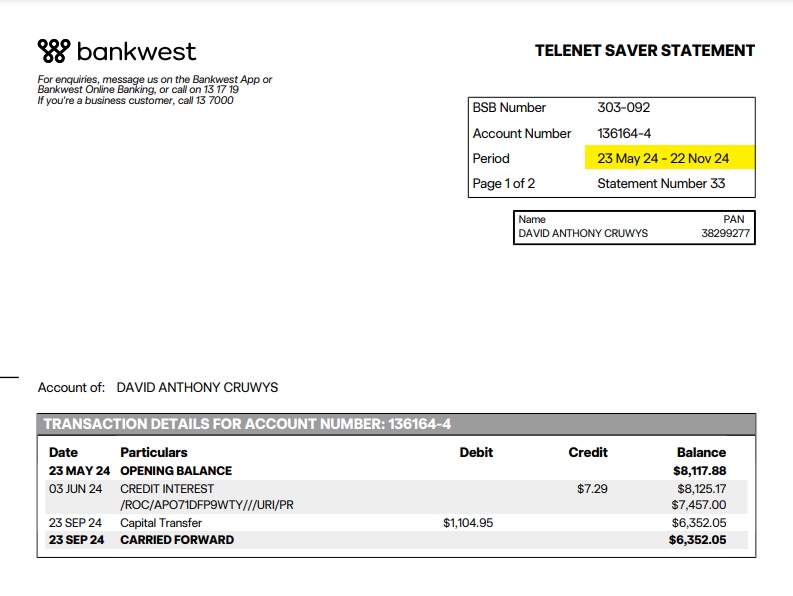 bankwest
TELENET SAVER STATEMENT
For enquiries, message us on the Bankwest App or
Bankwest Online Banking, or call on 13 17 19
If you're a business customer, call 13 7000
BSB Number 303-092
Account Number 136164-4
Period 23 May 24 - 22 Nov 24
Page 1 of 2 Statement Number 33
Name PAN
DAVID ANTHONY CRUWYS 38299277
Account of: DAVID ANTHONY CRUWYS
TRANSACTION DETAILS FOR ACCOUNT NUMBER: 136164-4
Date Particulars Debit Credit Balance
23 MAY 24 OPENING BALANCE $8,117.88
03 JUN 24 CREDIT INTEREST $7.29 $8,125.17
/ROC/APO71DFP9WTY///URI/PR $7,457.00
23 SEP 24 Capital Transfer $1,104.95 $6,352.05
23 SEP 24 CARRIED FORWARD $6,352.05